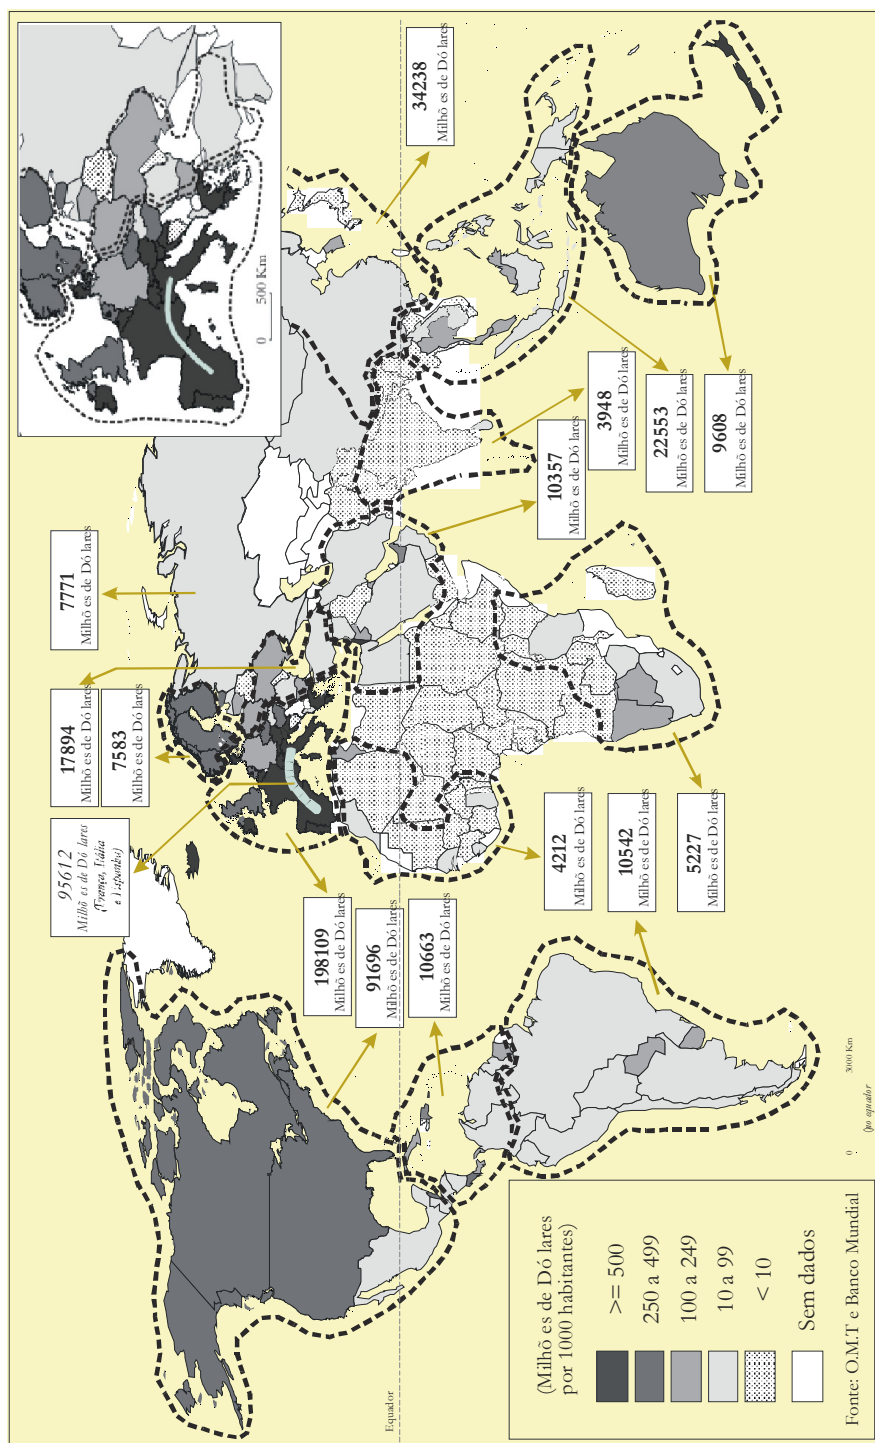 0 500 Km
34238
Milhõ es de Dó lares
7771
Milhõ es de Dó lares
17894
Milhõ es de Dó lares
7583
Milhõ es de Dó lares
95612
Milhõ es de Dó lares
(França, Itália
e Espanha)
198109
Milhõ es de Dó lares
91696
Milhõ es de Dó lares
10663
Milhõ es de Dó lares
10357
Milhõ es de Dó lares
3948
Milhõ es de Dó lares
22553
Milhõ es de Dó lares
9608
Milhõ es de Dó lares
4212
Milhõ es de Dó lares
10542
Milhõ es de Dó lares
5227
Milhõ es de Dó lares
Equador
0 3000 Km
(no equador
(Milhõ es de Dó lares
por 1000 habitantes)
>= 500
250 a 499
100 a 249
10 a 99
< 10
Sem dados
Fonte: O.M.T e Banco Mundial